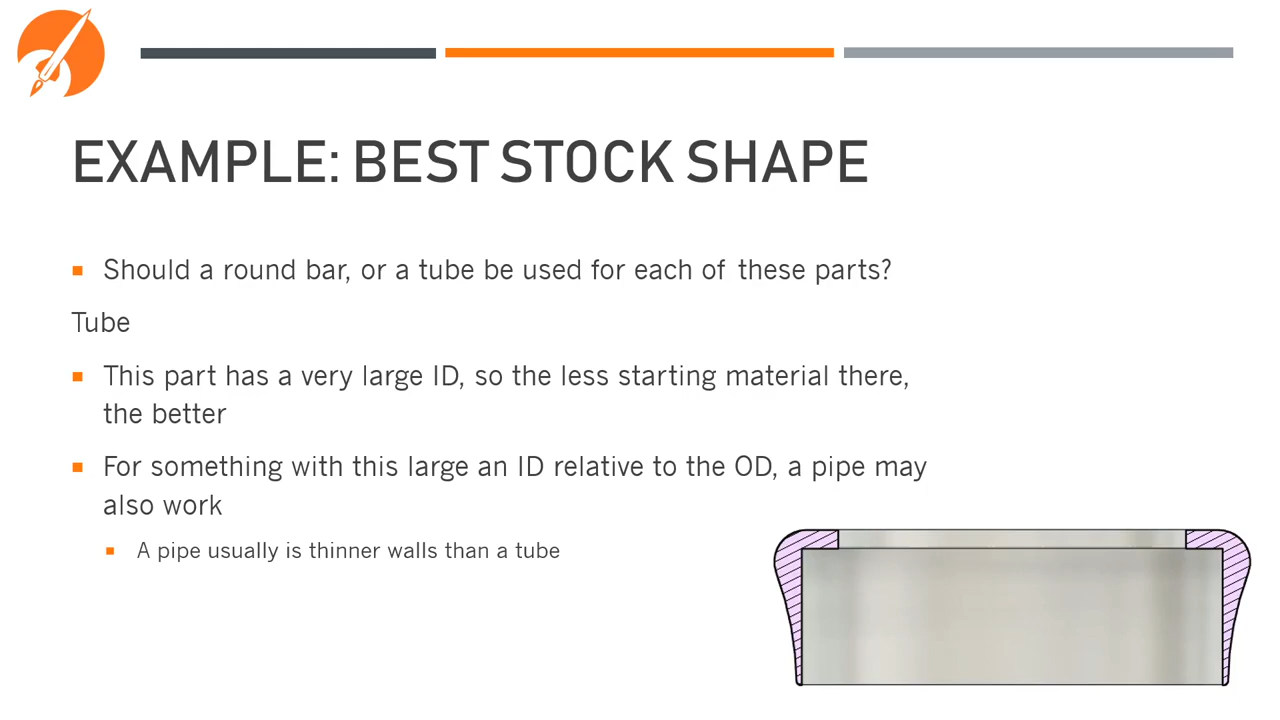 EXAMPLE: BEST STOCK SHAPE
Should a round bar, or a tube be used for each of these parts?
Tube
This part has a very large ID, so the less starting material there,
the better
For something with this large an ID relative to the OD, a pipe may
also work
A pipe usually is thinner walls than a tube